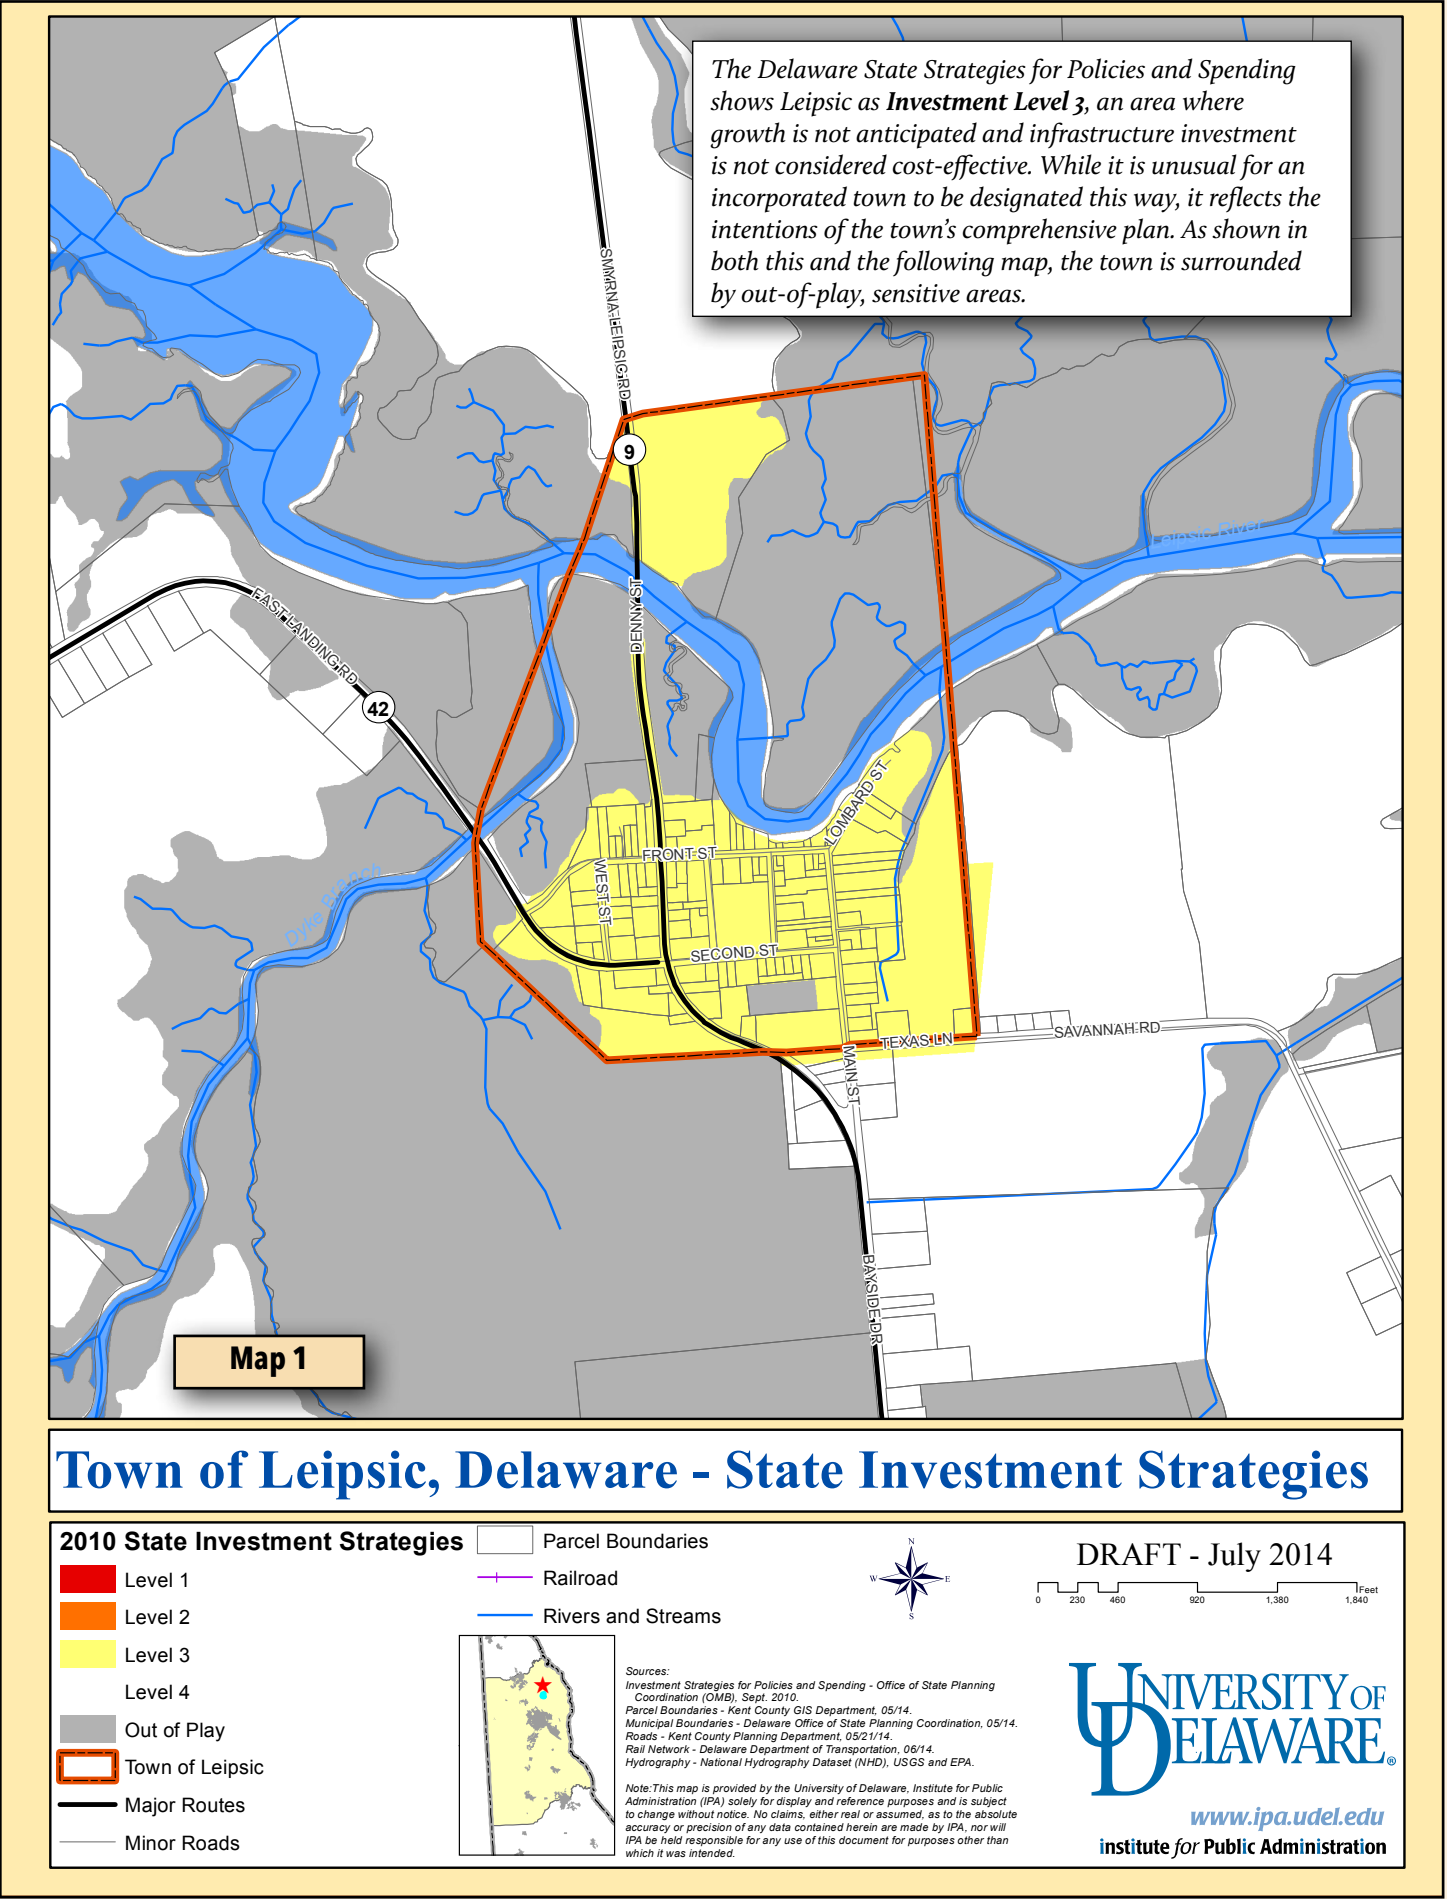 The Delaware State Strategies for Policies and Spending
shows Leipsic as Investment Level 3, an area where
growth is not anticipated and infrastructure investment
is not considered cost-effective. While it is unusual for an
incorporated town to be designated this way, it reflects the
intentions of the town's comprehensive plan. As shown in
both this and the following map, the town is surrounded
by out-of-play, sensitive areas.
SMYRNA-LEIPSIC RD
9
Leipsic River
DENNY ST
EAST LANDING RD
42
LOMBARD ST
FRONT ST
WEST ST
Dyke Branch
SECOND ST
TEXAS LN
SAVANNAH RD
MAIN ST
BAYSIDE DR
Map 1
Town of Leipsic, Delaware - State Investment Strategies
2010 State Investment Strategies
Level 1
Level 2
Level 3
Level 4
Out of Play
Town of Leipsic
Major Routes
Minor Roads
Parcel Boundaries
Railroad
Rivers and Streams
N
W
E
S
DRAFT - July 2014
Feet
0 230 460 920 1,380 1,840
Sources:
Investment Strategies for Policies and Spending - Office of State Planning
Coordination (OMB), Sept. 2010.
Parcel Boundaries - Kent County GIS Department, 05/14.
Municipal Boundaries - Delaware Office of State Planning Coordination, 05/14.
Roads - Kent County Planning Department, 05/21/14.
Rail Network - Delaware Department of Transportation, 06/14.
Hydrography - National Hydrography Dataset (NHD), USGS and EPA.
Note:This map is provided by the University of Delaware, Institute for Public
Administration (IPA) solely for display and reference purposes and is subject
to change without notice. No claims, either real or assumed, as to the absolute
accuracy or precision of any data contained herein are made by IPA, nor will
IPA be held responsible for any use of this document for purposes other than
which it was intended.
UNIVERSITY OF
DELAWARE®
www.ipa.udel.edu
institute for Public Administration